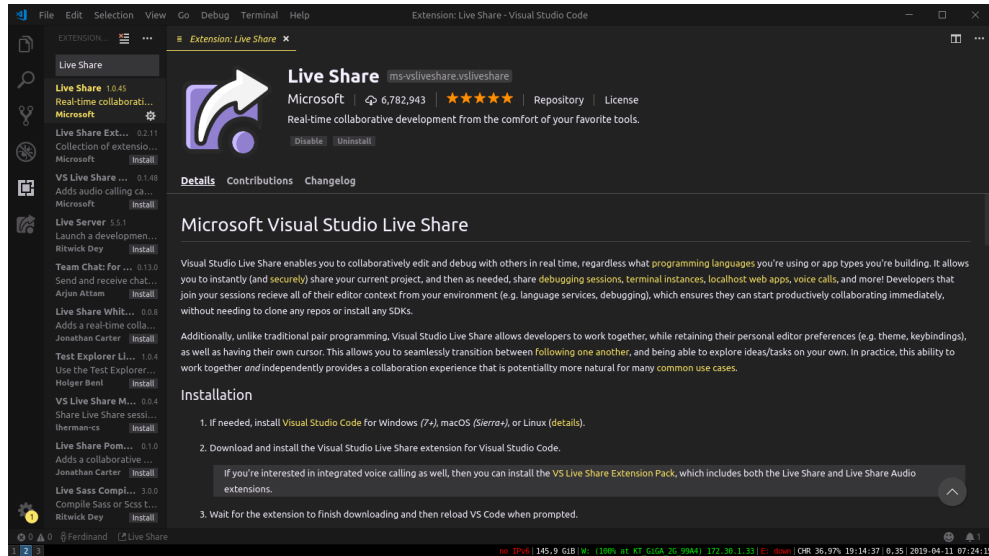 File Edit Selection View Go Debug Terminal Help
Extension: Live Share - Visual Studio Code
EXTENSION...
Extension: Live Share
Live Share
Live Share 1.0.45
Real-time collaborati...
Microsoft
Live Share Ext... 0.2.11
Collection of extensio...
Microsoft Install
VS Live Share ... 0.1.48
Adds audio calling ca...
Microsoft Install
Live Server 5.5.1
Launch a developmen...
Ritwick Dey Install
Team Chat: for ... 0.13.0
Send and receive chat...
Arjun Attam Install
Live Share Whit... 0.0.8
Adds a real-time colla...
Jonathan Carter Install
Test Explorer Li... 1.0.4
Use the Test Explorer...
Holger Benl Install
VS Live Share M... 0.0.4
Share Live Share sessi...
lherman-cs Install
Live Share Pom... 0.1.0
Adds a collaborative ...
Jonathan Carter Install
Live Sass Compi... 3.0.0
Compile Sass or Scss t...
Ritwick Dey Install
Live Share ms-vsliveshare.vsliveshare
Microsoft 6,782,943 Repository License
Real-time collaborative development from the comfort of your favorite tools.
Disable Uninstall
Details Contributions Changelog
Microsoft Visual Studio Live Share
Visual Studio Live Share enables you to collaboratively edit and debug with others in real time, regardless what programming languages you're using or app types you're building. It allows
you to instantly (and securely) share your current project, and then as needed, share debugging sessions, terminal instances, localhost web apps, voice calls, and more! Developers that
join your sessions recieve all of their editor context from your environment (e.g. language services, debugging), which ensures they can start productively collaborating immediately,
without needing to clone any repos or install any SDKs.
Additionally, unlike traditional pair programming, Visual Studio Live Share allows developers to work together, while retaining their personal editor preferences (e.g. theme, keybindings),
as well as having their own cursor. This allows you to seamlessly transition between following one another, and being able to explore ideas/tasks on your own. In practice, this ability to
work together and independently provides a collaboration experience that is potentiallty more natural for many common use cases.
Installation
1. If needed, install Visual Studio Code for Windows (7+), macOS (Sierra+), or Linux (details).
2. Download and install the Visual Studio Live Share extension for Visual Studio Code.
If you're interested in integrated voice calling as well, then you can install the VS Live Share Extension Pack, which includes both the Live Share and Live Share Audio
extensions.
3. Wait for the extension to finish downloading and then reload VS Code when prompted.
1
0 0 Ferdinand Live Share 1
1 2 3 no IPv6|145.9 GiB|W: (100% at KT GiGA 2G 99A4) 172.30.1.33|E: down|CHR 36,97% 19:14:37|0,35|2019-04-11 07:24:1